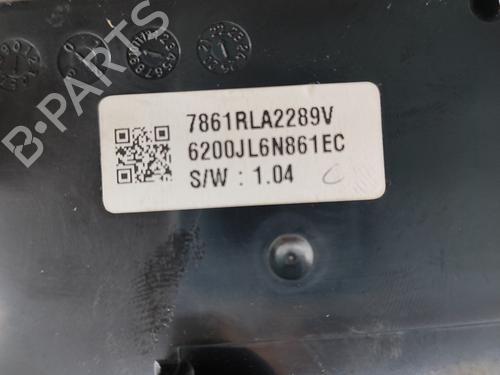 7861RLA2289V
6200JL6N861EC
S/W : 1.04
B-PARTS